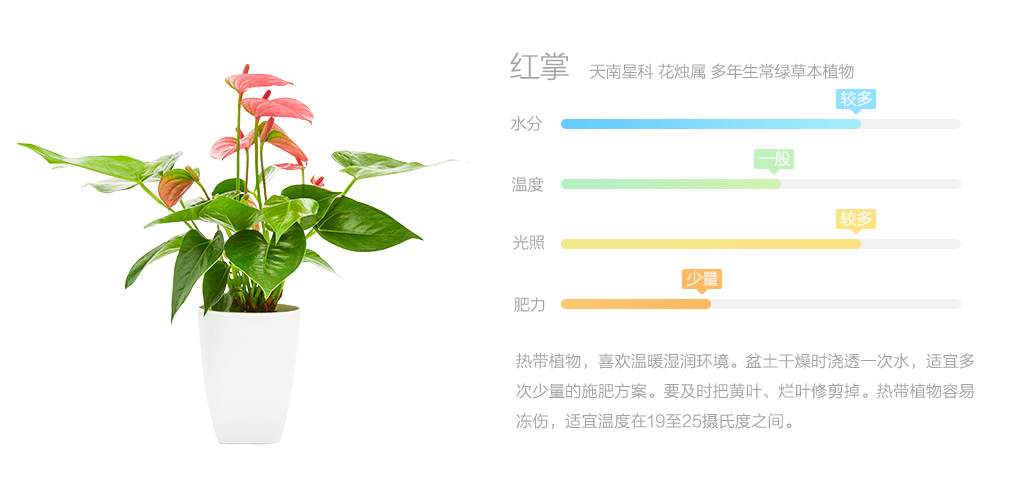 红掌 天南星科 花烛属 多年生常绿草本植物
较多
水分
一般
温度
较多
光照
少量
肥力
热带植物，喜欢温暖湿润环境。盆土干燥时浇透一次水，适宜多
次少量的施肥方案。要及时把黄叶、烂叶修剪掉。热带植物容易
冻伤，适宜温度在19至25摄氏度之间。